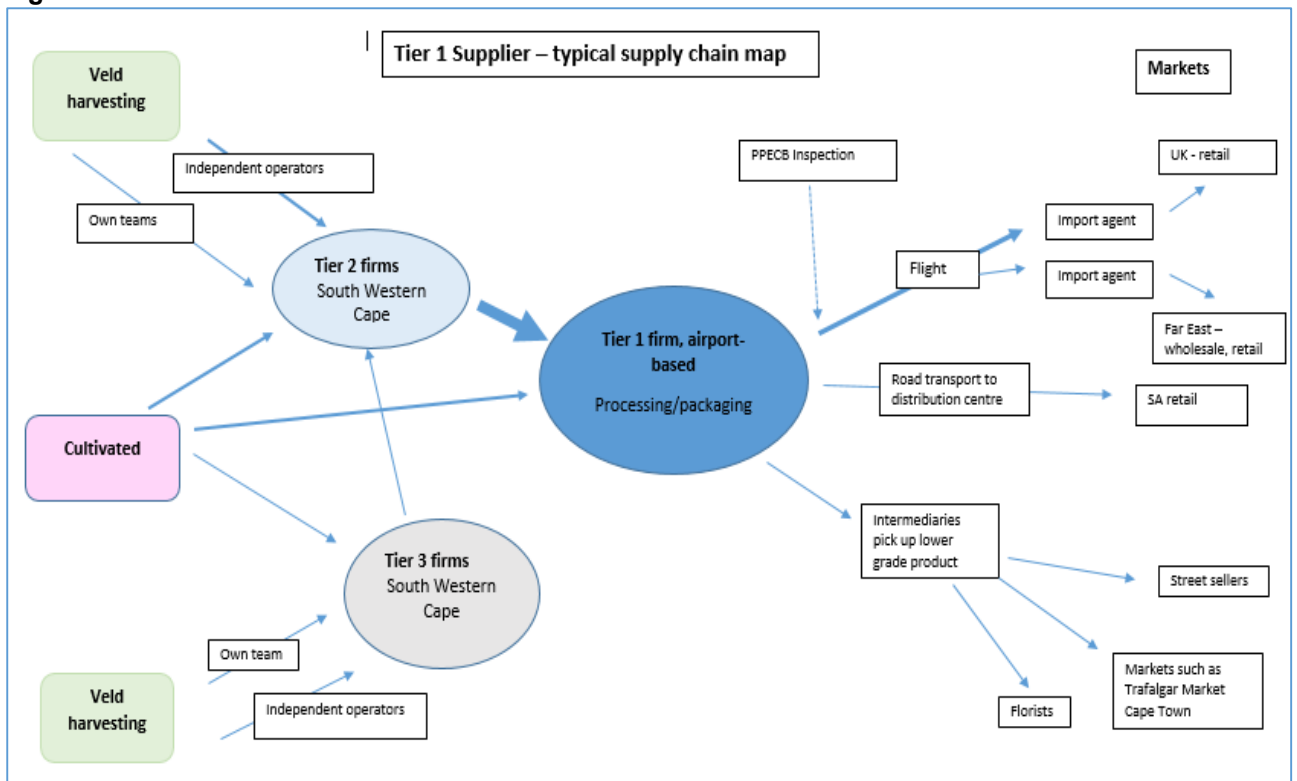 Tier 1 Supplier – typical supply chain map
Markets
Veld
harvesting
Independent operators
Own teams
PPECB Inspection
UK - retail
Import agent
Flight
Import agent
Tier 2 firms
South Western
Cape
Far East –
wholesale, retail
Tier 1 firm, airport-
based
Processing/packaging
Road transport to
distribution centre
SA retail
Cultivated
Intermediaries
pick up lower
grade product
Tier 3 firms
South Western
Cape
Street sellers
Own team
Independent operators
Veld
harvesting
Florists
Markets such as
Trafalgar Market
Cape Town